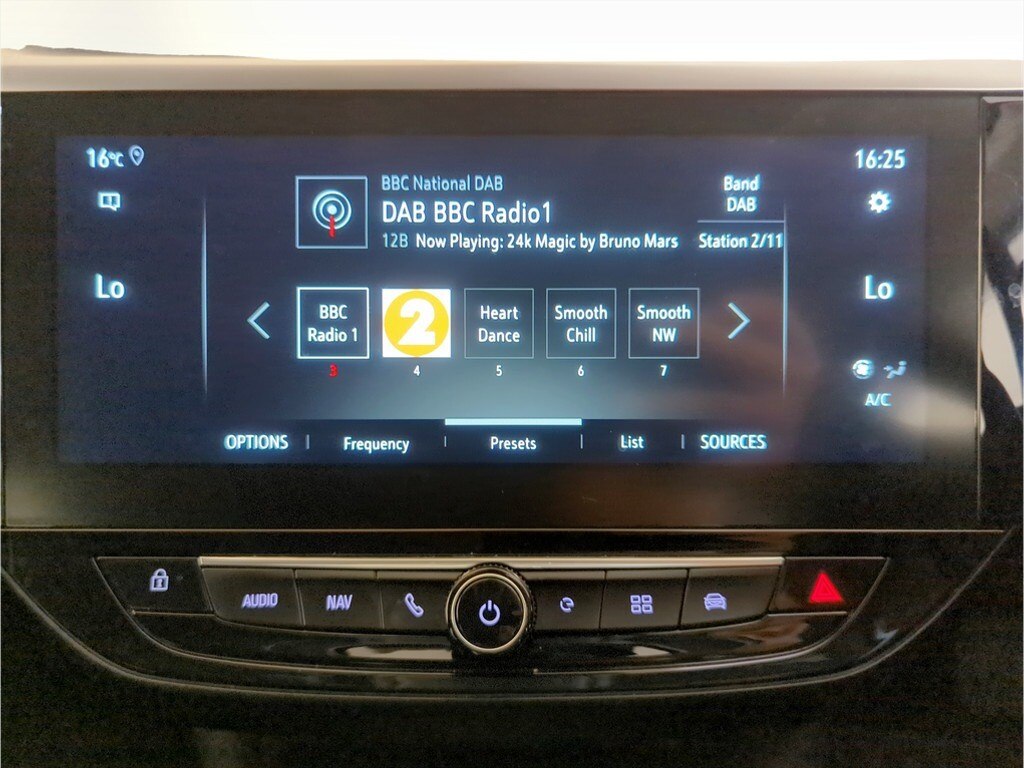 16°C
16:25
BBC National DAB
DAB BBC Radio1
12B Now Playing: 24k Magic by Bruno Mars
Band
DAB
Station 2/11
Lo
Lo
BBC
Radio 1
2
Heart
Dance
Smooth
Chill
Smooth
NW
3
4
5
6
7
A/C
OPTIONS
Frequency
Presets
List
SOURCES
AUDIO
NAV